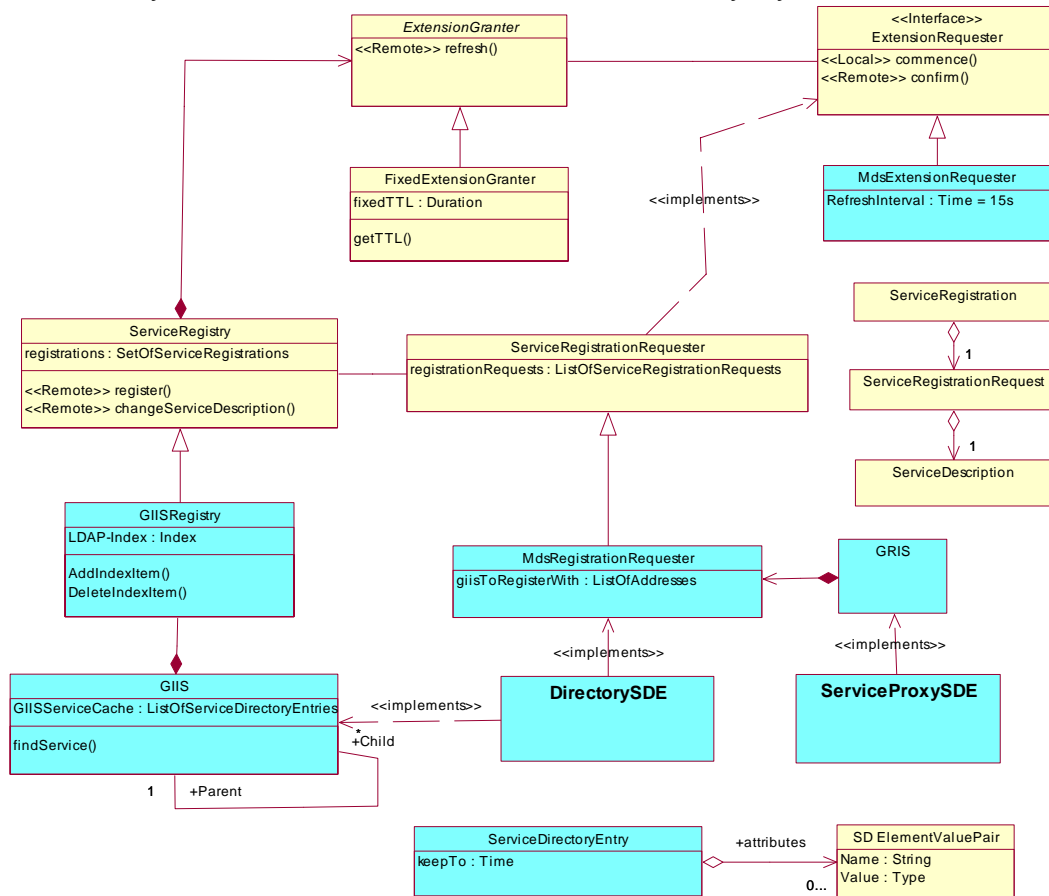 ExtensionGranter
<<Remote>> refresh()
<<Interface>>
ExtensionRequester
<<Local>> commence()
<<Remote>> confirm()
FixedExtensionGranter
fixedTTL : Duration
getTTL()
<<implements>>
MdsExtensionRequester
RefreshInterval : Time = 15s
ServiceRegistry
registrations : SetOfServiceRegistrations
<<Remote>> register()
<<Remote>> changeServiceDescription()
ServiceRegistrationRequester
registrationRequests : ListOfServiceRegistrationRequests
ServiceRegistration
1
ServiceRegistrationRequest
1
ServiceDescription
GIISRegistry
LDAP-Index : Index
AddIndexItem()
DeleteIndexItem()
MdsRegistrationRequester
giisToRegisterWith : ListOfAddresses
GRIS
<<implements>>
<<implements>>
GIIS
GIISServiceCache : ListOfServiceDirectoryEntries
findService()
<<implements>>
DirectorySDE
ServiceProxySDE
*
+Child
1
+Parent
ServiceDirectoryEntry
keepTo : Time
+attributes
0...
SD ElementValuePair
Name : String
Value : Type